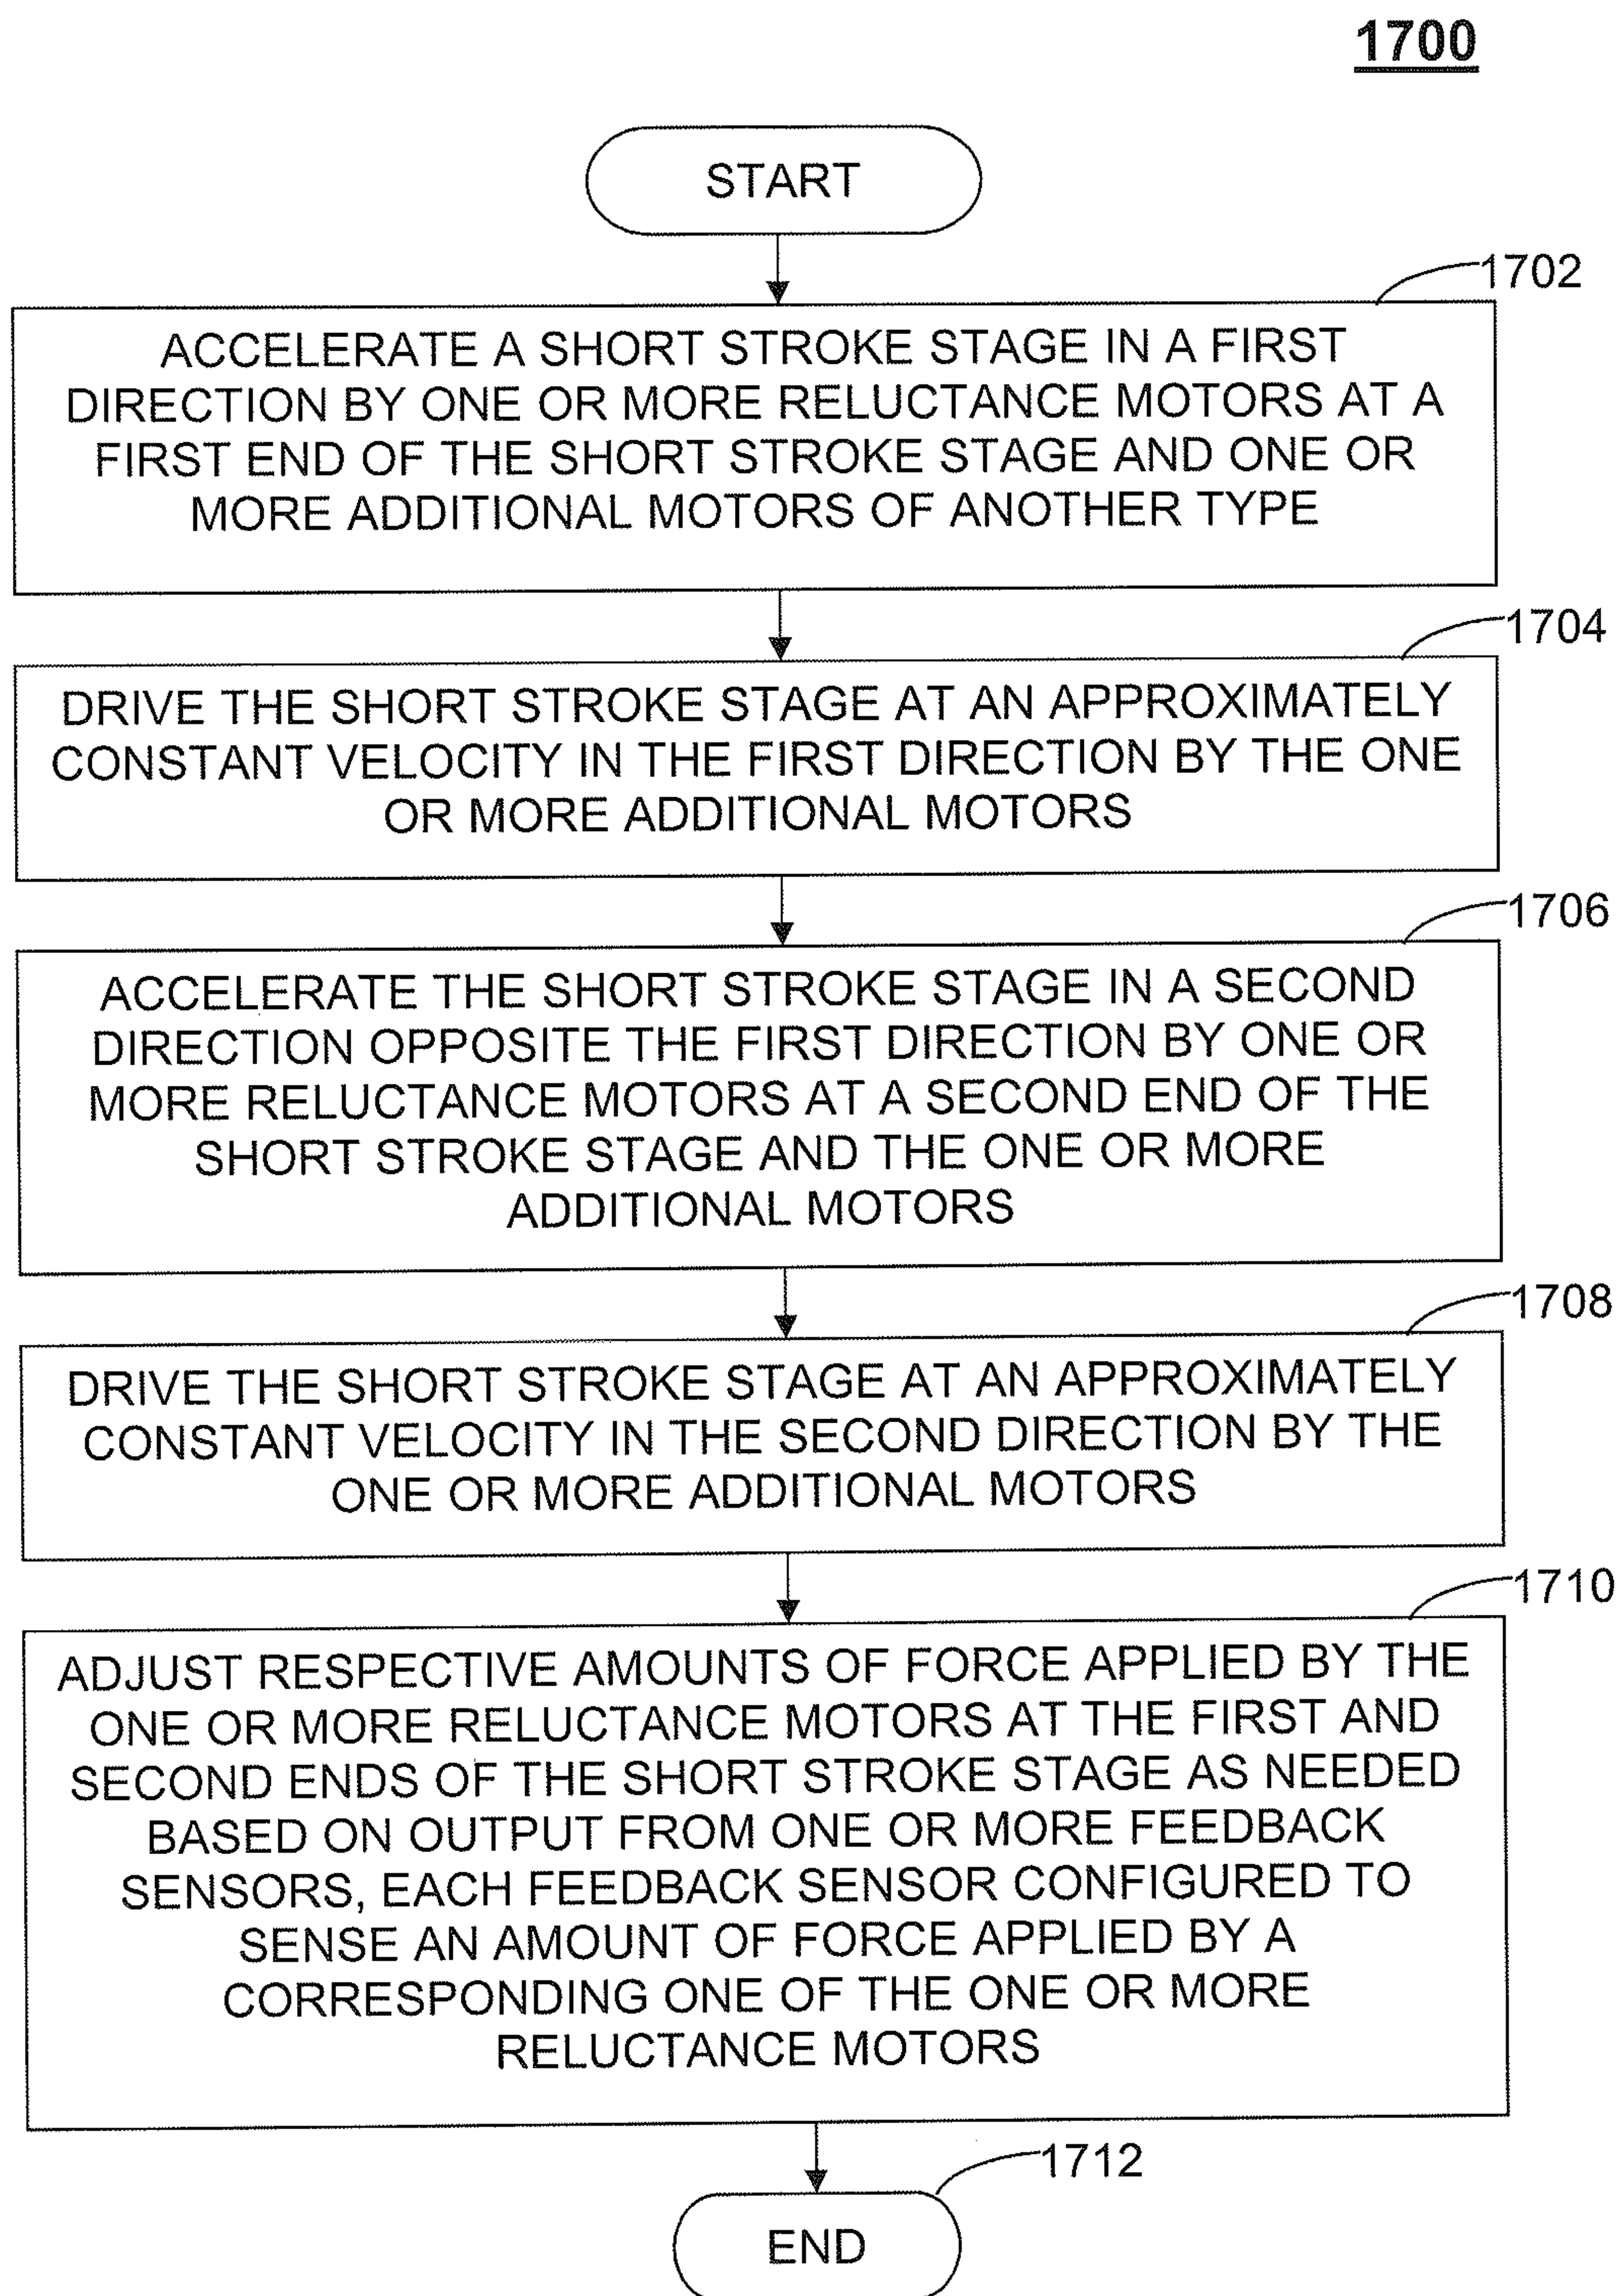 1700
START
1702
ACCELERATE A SHORT STROKE STAGE IN A FIRST
DIRECTION BY ONE OR MORE RELUCTANCE MOTORS AT A
FIRST END OF THE SHORT STROKE STAGE AND ONE OR
MORE ADDITIONAL MOTORS OF ANOTHER TYPE
1704
DRIVE THE SHORT STROKE STAGE AT AN APPROXIMATELY
CONSTANT VELOCITY IN THE FIRST DIRECTION BY THE ONE
OR MORE ADDITIONAL MOTORS
1706
ACCELERATE THE SHORT STROKE STAGE IN A SECOND
DIRECTION OPPOSITE THE FIRST DIRECTION BY ONE OR
MORE RELUCTANCE MOTORS AT A SECOND END OF THE
SHORT STROKE STAGE AND THE ONE OR MORE
ADDITIONAL MOTORS
1708
DRIVE THE SHORT STROKE STAGE AT AN APPROXIMATELY
CONSTANT VELOCITY IN THE SECOND DIRECTION BY THE
ONE OR MORE ADDITIONAL MOTORS
1710
ADJUST RESPECTIVE AMOUNTS OF FORCE APPLIED BY THE
ONE OR MORE RELUCTANCE MOTORS AT THE FIRST AND
SECOND ENDS OF THE SHORT STROKE STAGE AS NEEDED
BASED ON OUTPUT FROM ONE OR MORE FEEDBACK
SENSORS, EACH FEEDBACK SENSOR CONFIGURED TO
SENSE AN AMOUNT OF FORCE APPLIED BY A
CORRESPONDING ONE OF THE ONE OR MORE
RELUCTANCE MOTORS
1712
END